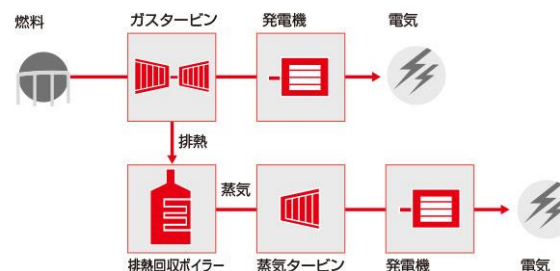 燃料
ガスタービン
発電機
電気
排熱
蒸気
排熱回収ボイラー
蒸気タービン
発電機
電気